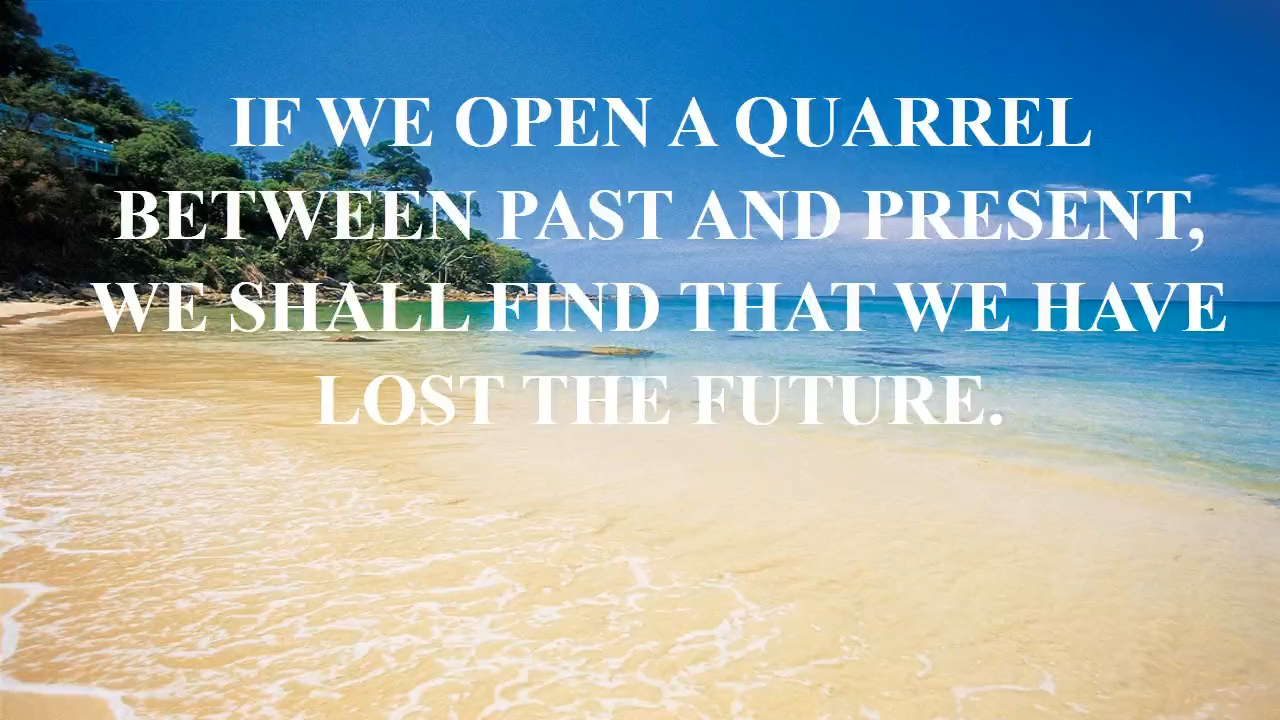 IF WE OPEN A QUARREL
BETWEEN PAST AND PRESENT,
WE SHALL FIND THAT WE HAVE
LOST THE FUTURE.